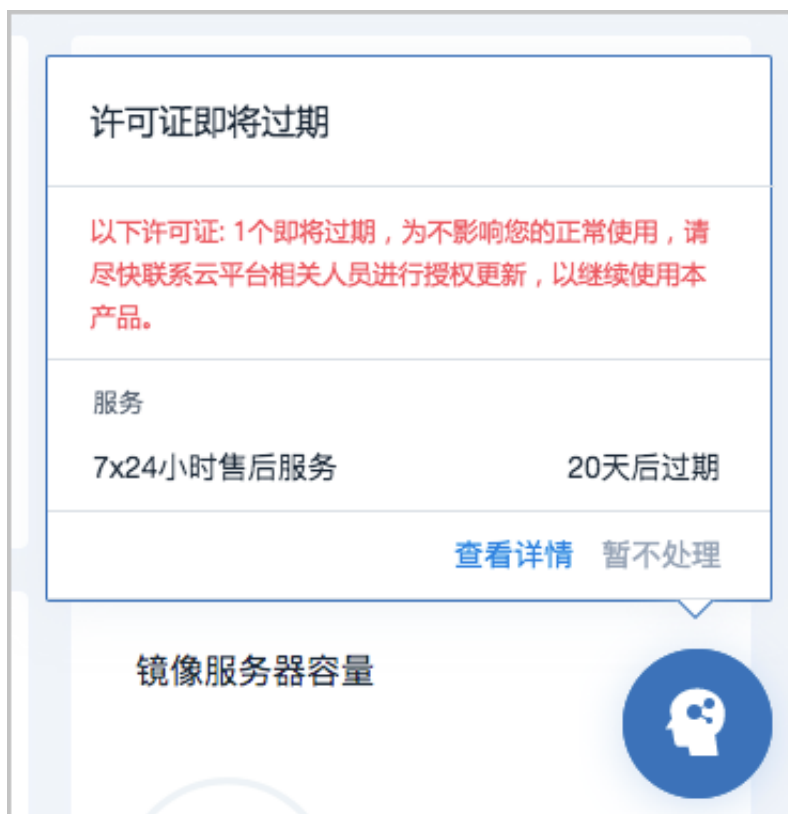 许可证即将过期
以下许可证: 1个即将过期，为不影响您的正常使用，请
尽快联系云平台相关人员进行授权更新，以继续使用本
产品。
服务
7x24小时售后服务 20天后过期
查看详情 暂不处理
镜像服务器容量